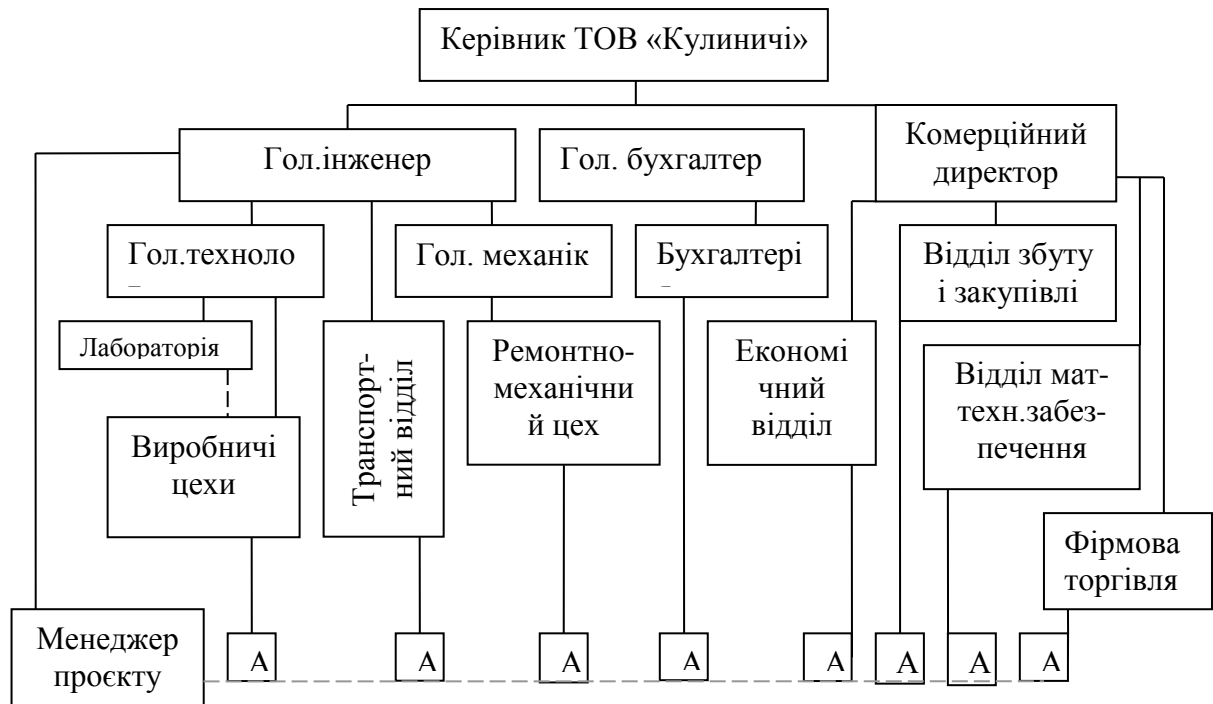 Керівник ТОВ «Кулиничі»
Гол.інженер
Гол. бухгалтер
Комерційний
директор
Гол.техноло
Гол. механік
Бухгалтері
Відділ збуту
і закупівлі
Лабораторія
Транспорт-
ний відділ
Ремонтно-
механічни
й цех
Економі
чний
відділ
Відділ мат-
техн.забез-
печення
Виробничі
цехи
Фірмова
торгівля
Менеджер
проєкту
А
А
А
А
А
А
А
А